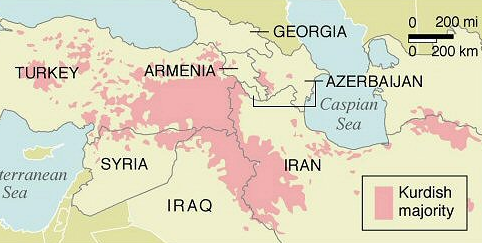 GEORGIA
0 200 mi
0 200 km
TURKEY
ARMENIA
AZERBAIJAN
Caspian
Sea
terranean
Sea
SYRIA
IRAN
IRAQ
Kurdish
majority